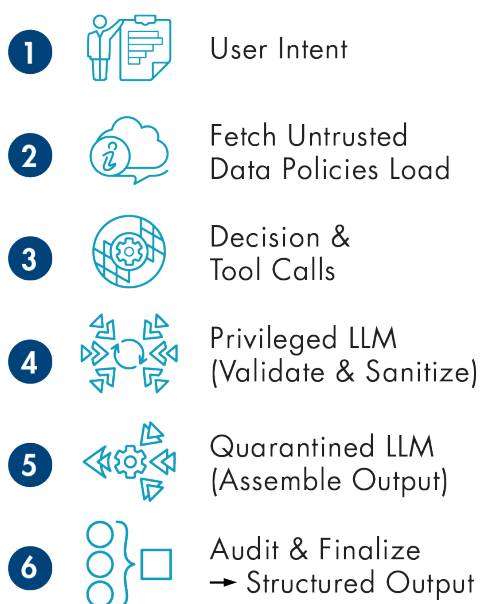 1 User Intent
2 Fetch Untrusted
Data Policies Load
3 Decision &
Tool Calls
4 Privileged LLM
(Validate & Sanitize)
5 Quarantined LLM
(Assemble Output)
6 Audit & Finalize
→ Structured Output